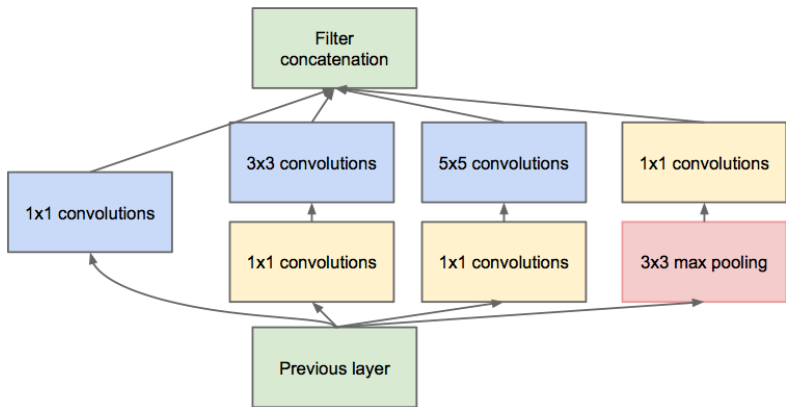 Filter
concatenation
3x3 convolutions
5x5 convolutions
1x1 convolutions
1x1 convolutions
1x1 convolutions
1x1 convolutions
3x3 max pooling
Previous layer